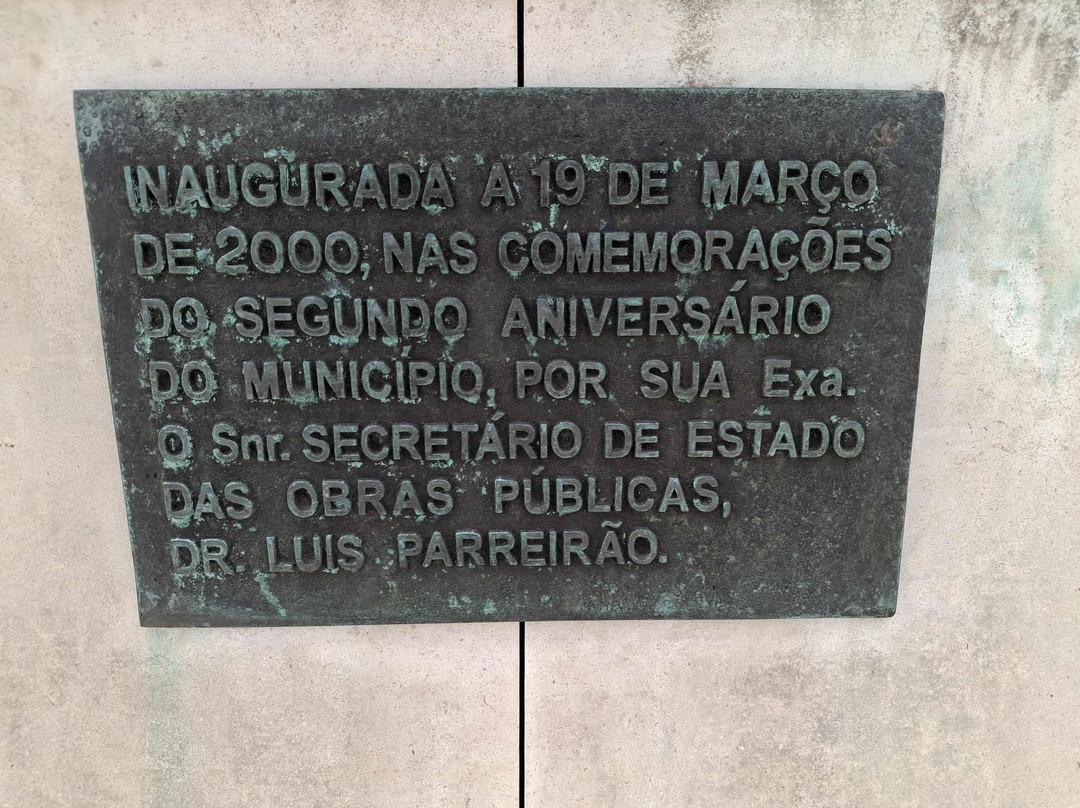 INAUGURADA A 19 DE MARÇO
DE 2000, NAS COMEMORAÇÕES
DO SEGUNDO ANIVERSÁRIO
DO MUNICÍPIO, POR SUA Exa.
O Snr. SECRETÁRIO DE ESTADO
DAS OBRAS PÚBLICAS,
DR. LUIS PARREIRÃO.